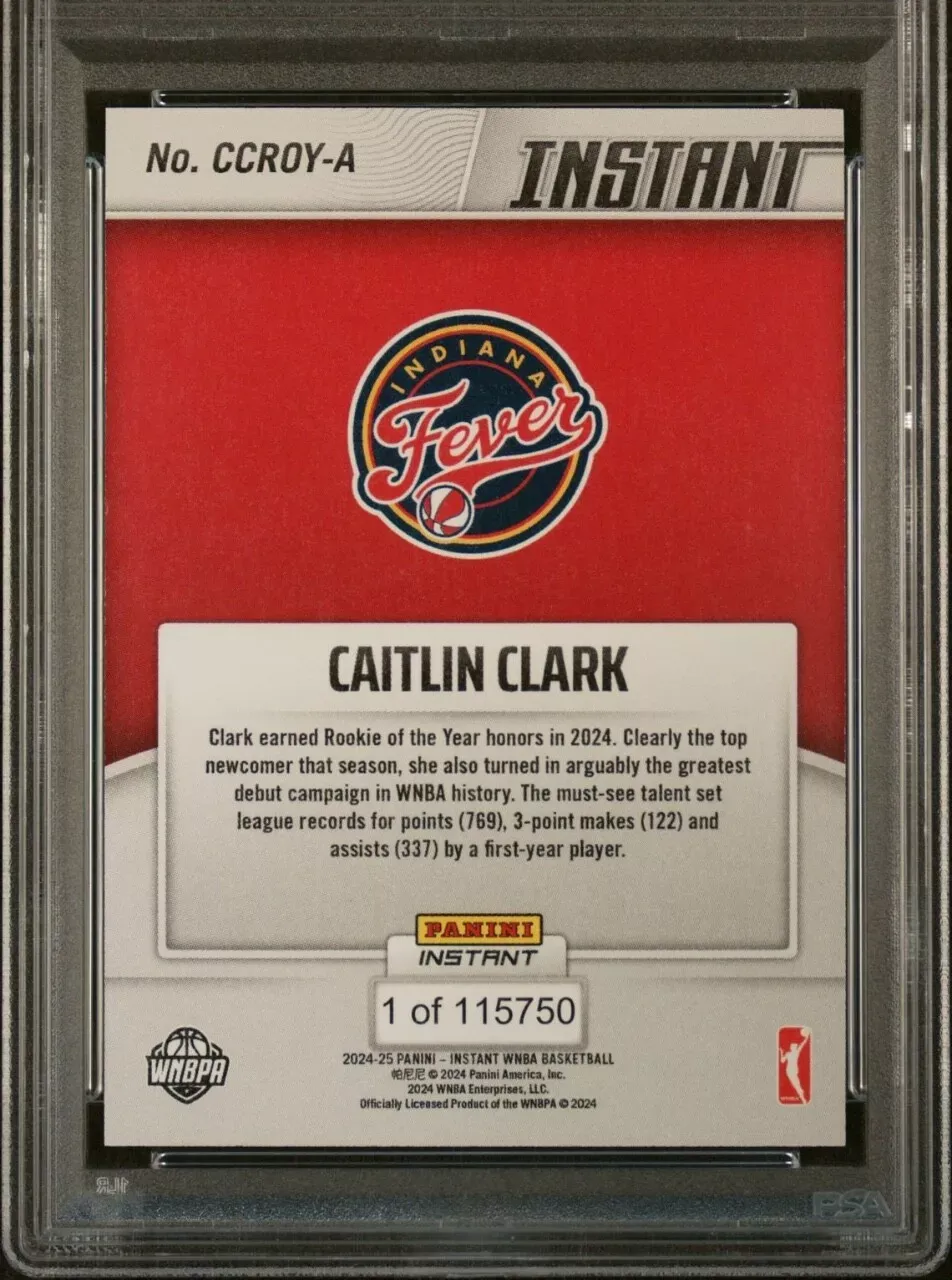 No. CCROY-A
INSTANT
INDIANA
Fever
CAITLIN CLARK
Clark earned Rookie of the Year honors in 2024. Clearly the top
newcomer that season, she also turned in arguably the greatest
debut campaign in WNBA history. The must-see talent set
league records for points (769), 3-point makes (122) and
assists (337) by a first-year player.
PANINI
INSTANT
1 of 115750
WNBPA
2024-25 PANINI – INSTANT WNBA BASKETBALL
帕尼尼 © 2024 Panini America, Inc.
2024 WNBA Enterprises, LLC.
Officially Licensed Product of the WNBPA © 2024
PSA